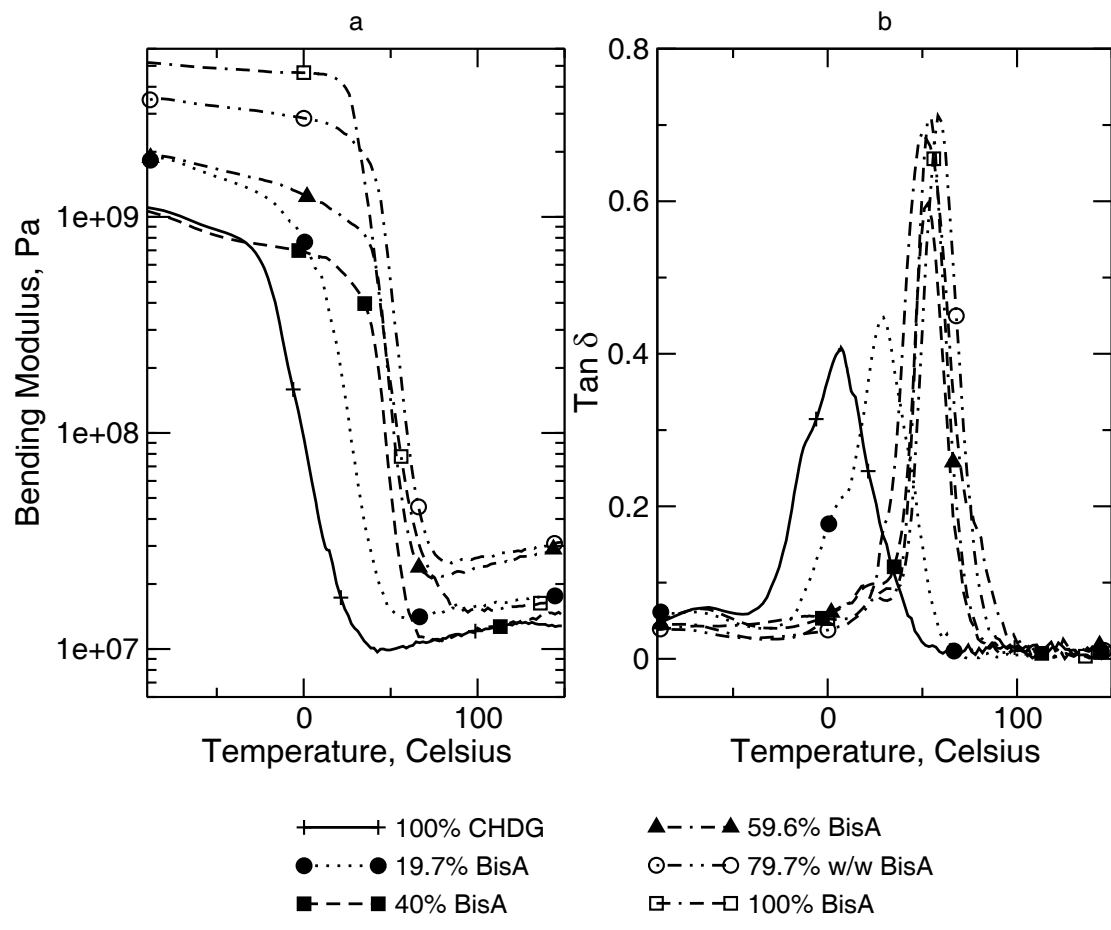 a
Bending Modulus, Pa
1e+09
1e+08
1e+07
0
100
Temperature, Celsius
b
Tan δ
0.8
0.6
0.4
0.2
0
0
100
Temperature, Celsius
100% CHDG
19.7% BisA
40% BisA
59.6% BisA
79.7% w/w BisA
100% BisA